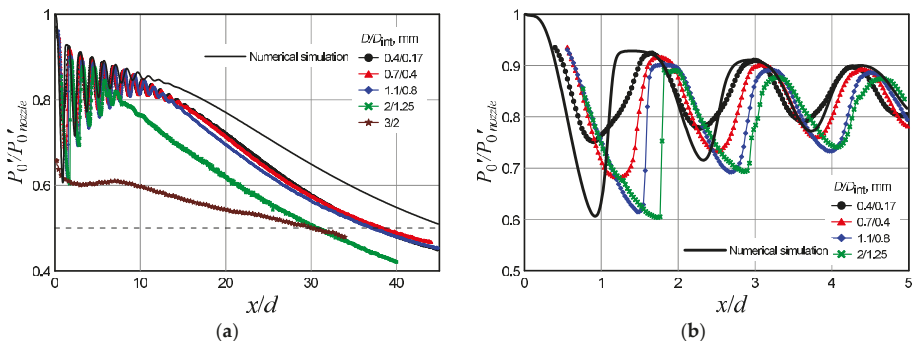 1
0.8
0.6
0.4
P0'/P0'nozzle
0 10 20 30 40
x/d
D/Dint, mm
0.4/0.17
0.7/0.4
1.1/0.8
2/1.25
3/2
Numerical simulation
(a)
1
0.9
0.8
0.7
0.6
0.5
P0'/P0'nozzle
0 1 2 3 4 5
x/d
D/Dint, mm
0.4/0.17
0.7/0.4
1.1/0.8
2/1.25
Numerical simulation
(b)